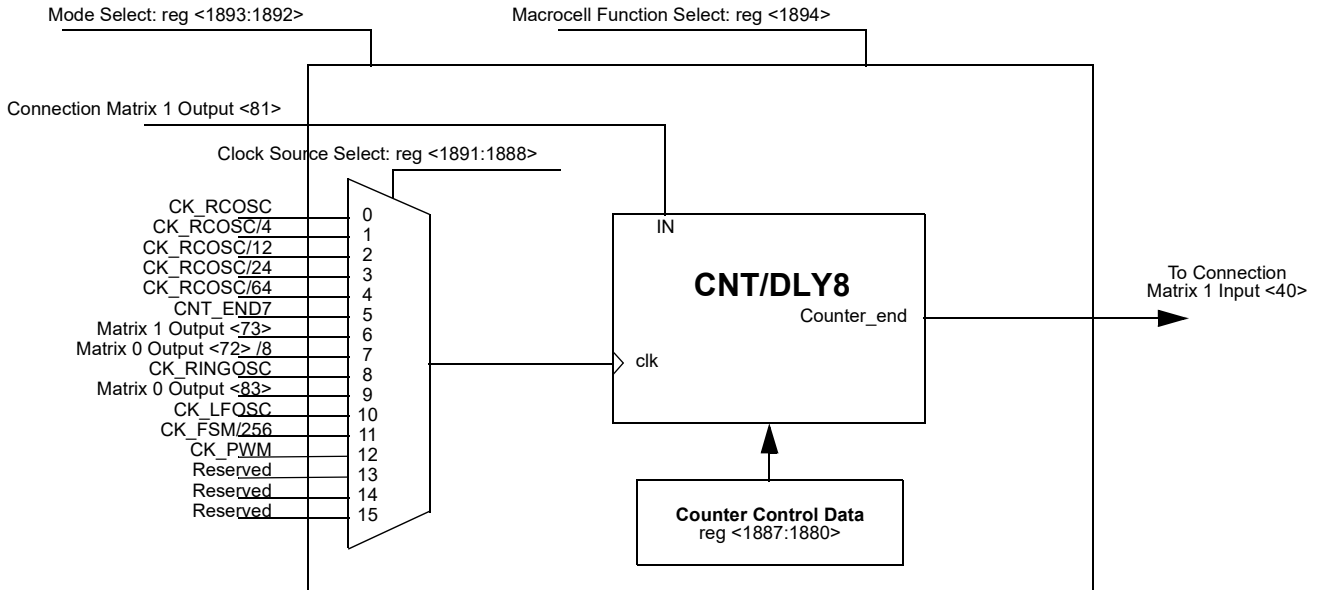 Mode Select: reg <1893:1892>
Macrocell Function Select: reg <1894>
Connection Matrix 1 Output <81>
Clock Source Select: reg <1891:1888>
CK_RCOSC
0
CK_RCOSC/4
1
CK_RCOSC/12
2
CK_RCOSC/24
3
CK_RCOSC/64
4
CNT_END7
5
Matrix 1 Output <73>
6
Matrix 0 Output <72> /8
7
CK_RINGOSC
8
Matrix 0 Output <83>
9
CK_LFOSC
10
CK_FSM/256
11
CK_PWM
12
Reserved
13
Reserved
14
Reserved
15
IN
CNT/DLY8
Counter_end
clk
To Connection
Matrix 1 Input <40>
Counter Control Data
reg <1887:1880>